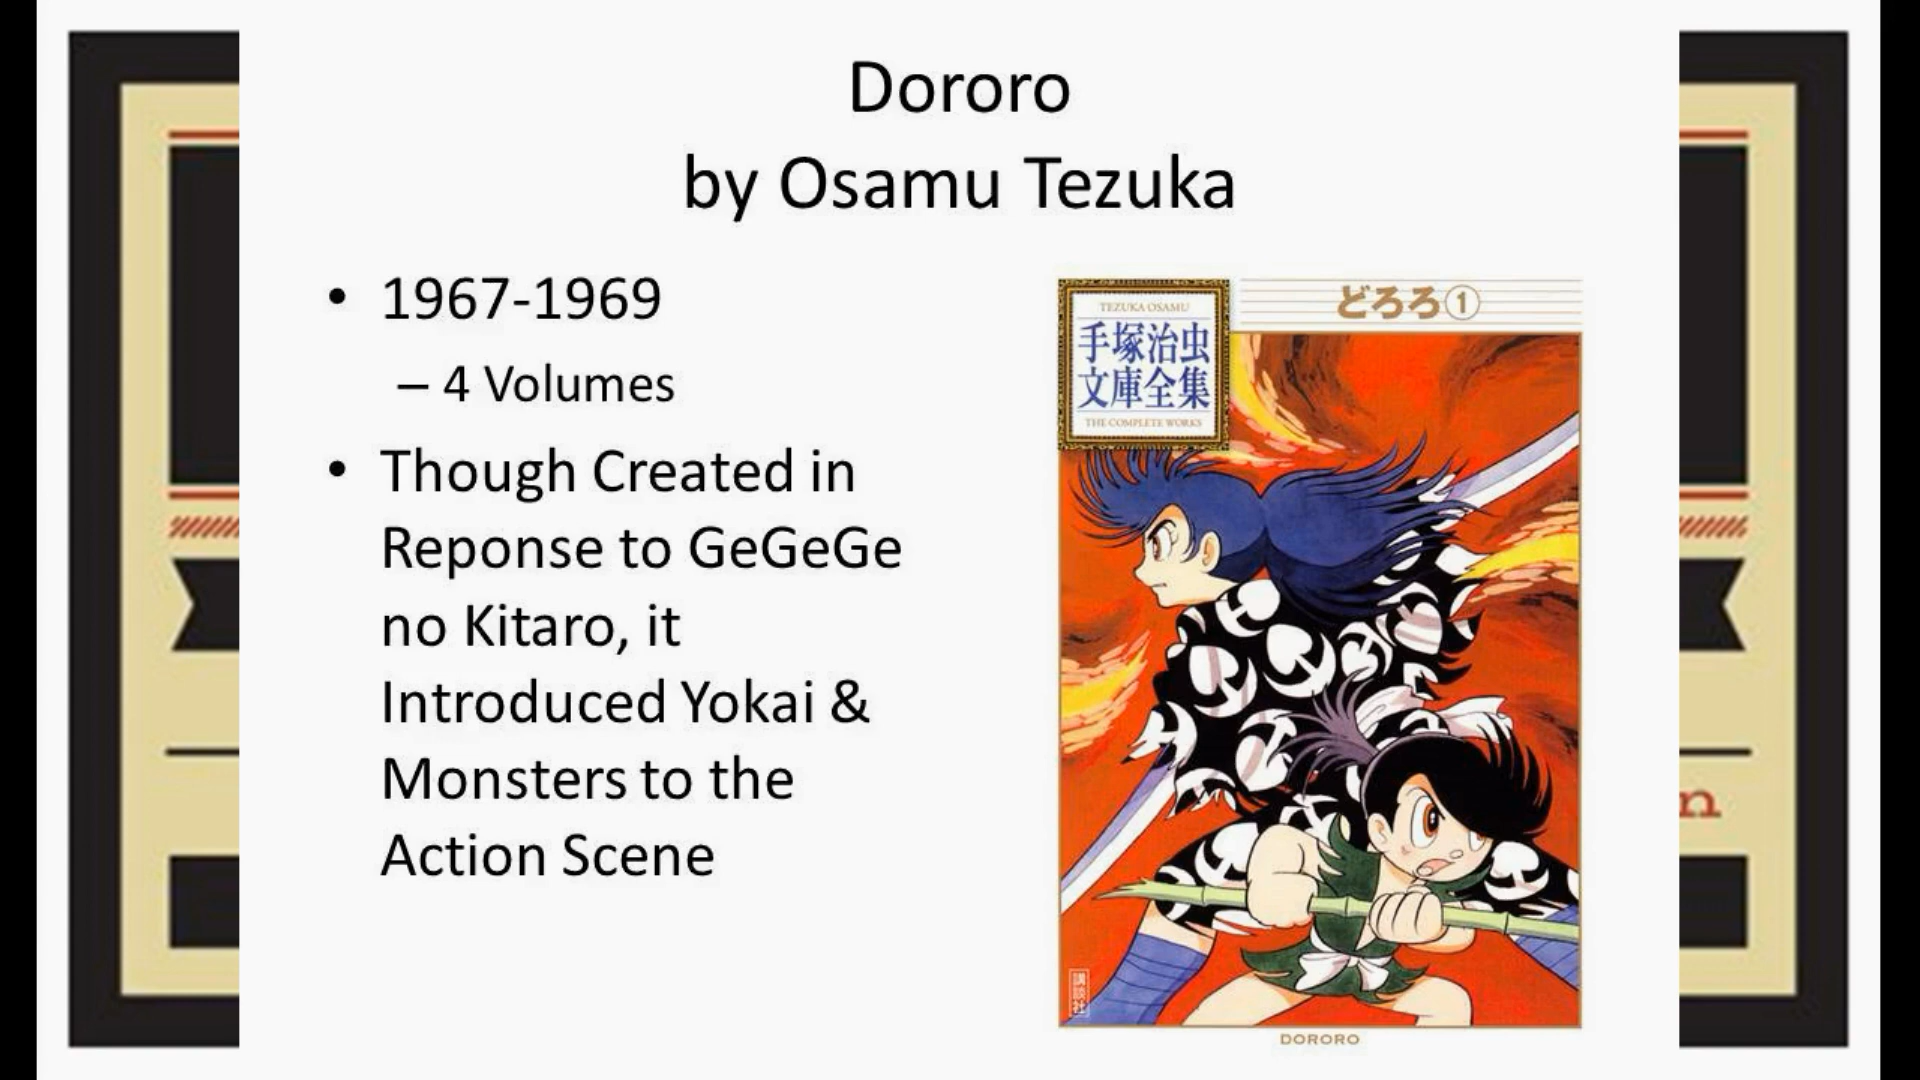 Dororo
by Osamu Tezuka
• 1967-1969
– 4 Volumes
• Though Created in
Reponse to GeGeGe
no Kitaro, it
Introduced Yokai &
Monsters to the
Action Scene
TEZUKA OSAMU
手塚治虫
文庫全集
THE COMPLETE WORKS
どろろ①
講談社
DORORO
n